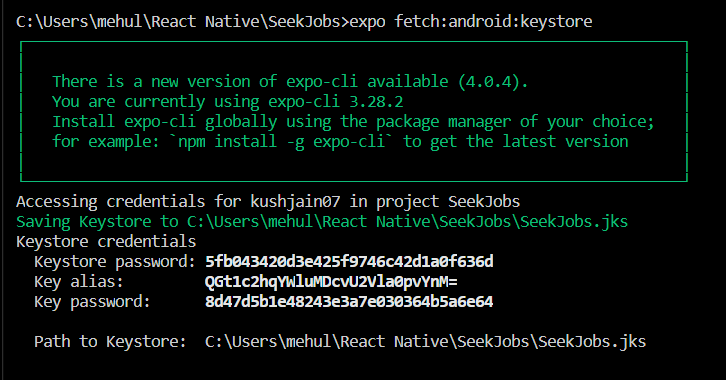 C:\Users\mehul\React Native\SeekJobs>expo fetch:android:keystore
There is a new version of expo-cli available (4.0.4).
You are currently using expo-cli 3.28.2
Install expo-cli globally using the package manager of your choice;
for example: `npm install -g expo-cli` to get the latest version
Accessing credentials for kushjain07 in project SeekJobs
Saving Keystore to C:\Users\mehul\React Native\SeekJobs\SeekJobs.jks
Keystore credentials
Keystore password: 5fb043420d3e425f9746c42d1a0f636d
Key alias: QGt1c2hqYWluMDcvU2Vla0pvYnM=
Key password: 8d47d5b1e48243e3a7e030364b5a6e64
Path to Keystore: C:\Users\mehul\React Native\SeekJobs\SeekJobs.jks